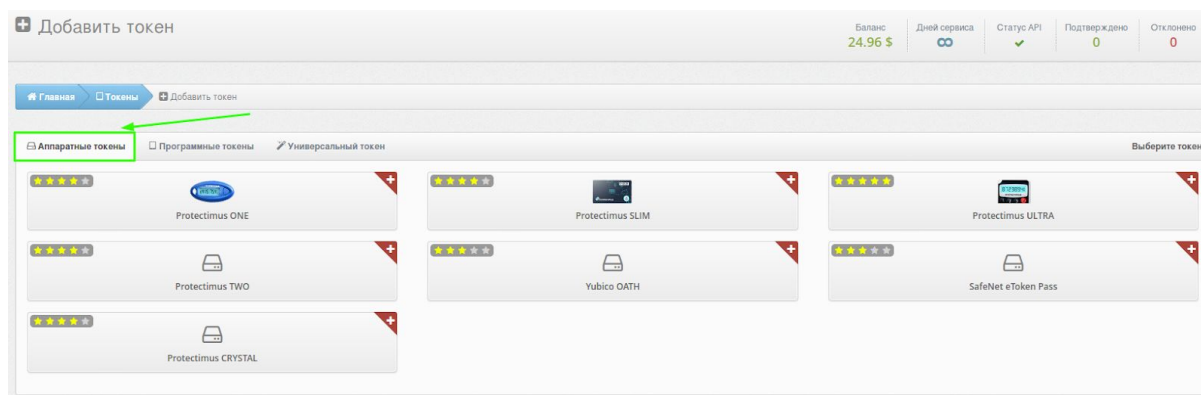 Добавить токен
Баланс
24.96 $
Дней сервиса
Статус API
Подтверждено
0
Отклонено
0
Главная
Токены
Добавить токен
Аппаратные токены
Программные токены
Универсальный токен
Выберите токен
Protectimus ONE
Protectimus SLIM
Protectimus ULTRA
Protectimus TWO
Yubico OATH
SafeNet eToken Pass
Protectimus CRYSTAL